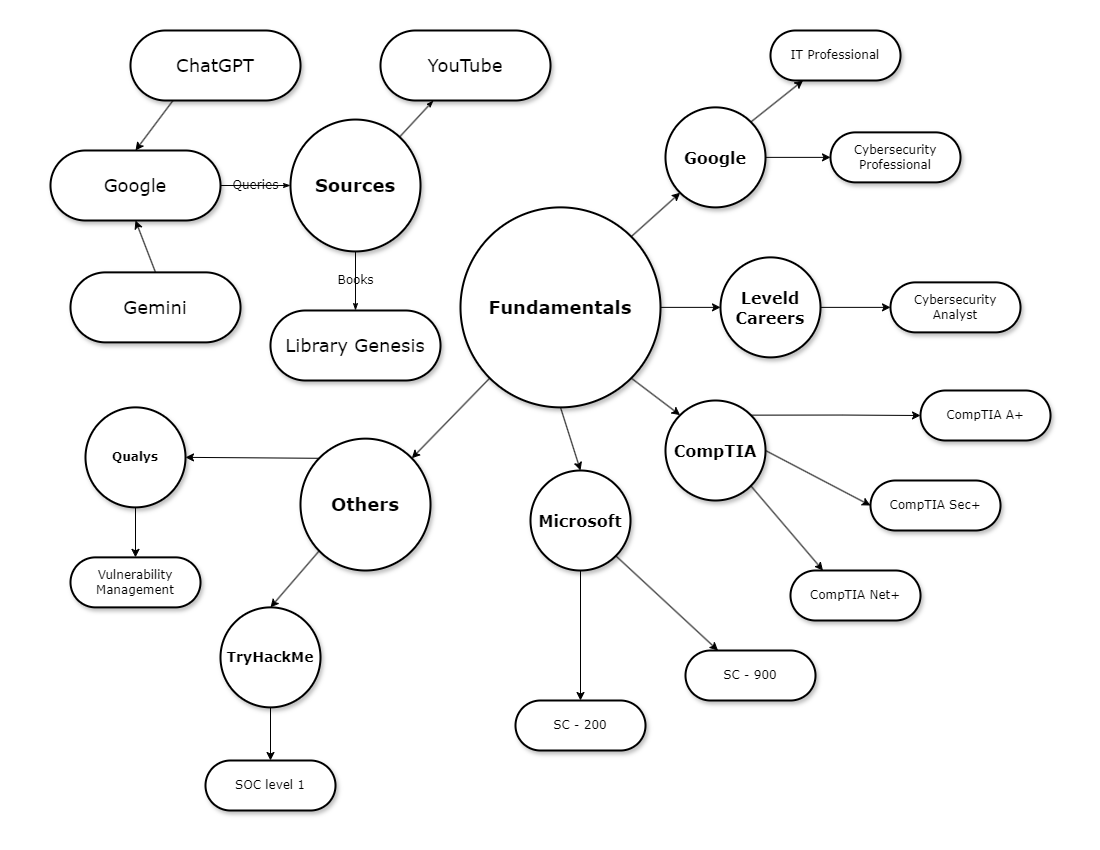 ChatGPT
YouTube
IT Professional
Google
Cybersecurity
Professional
Google
Queries
Sources
Books
Gemini
Library Genesis
Fundamentals
Leveld
Careers
Cybersecurity
Analyst
CompTIA
CompTIA A+
CompTIA Sec+
CompTIA Net+
Qualys
Others
Microsoft
Vulnerability
Management
TryHackMe
SC - 900
SC - 200
SOC level 1